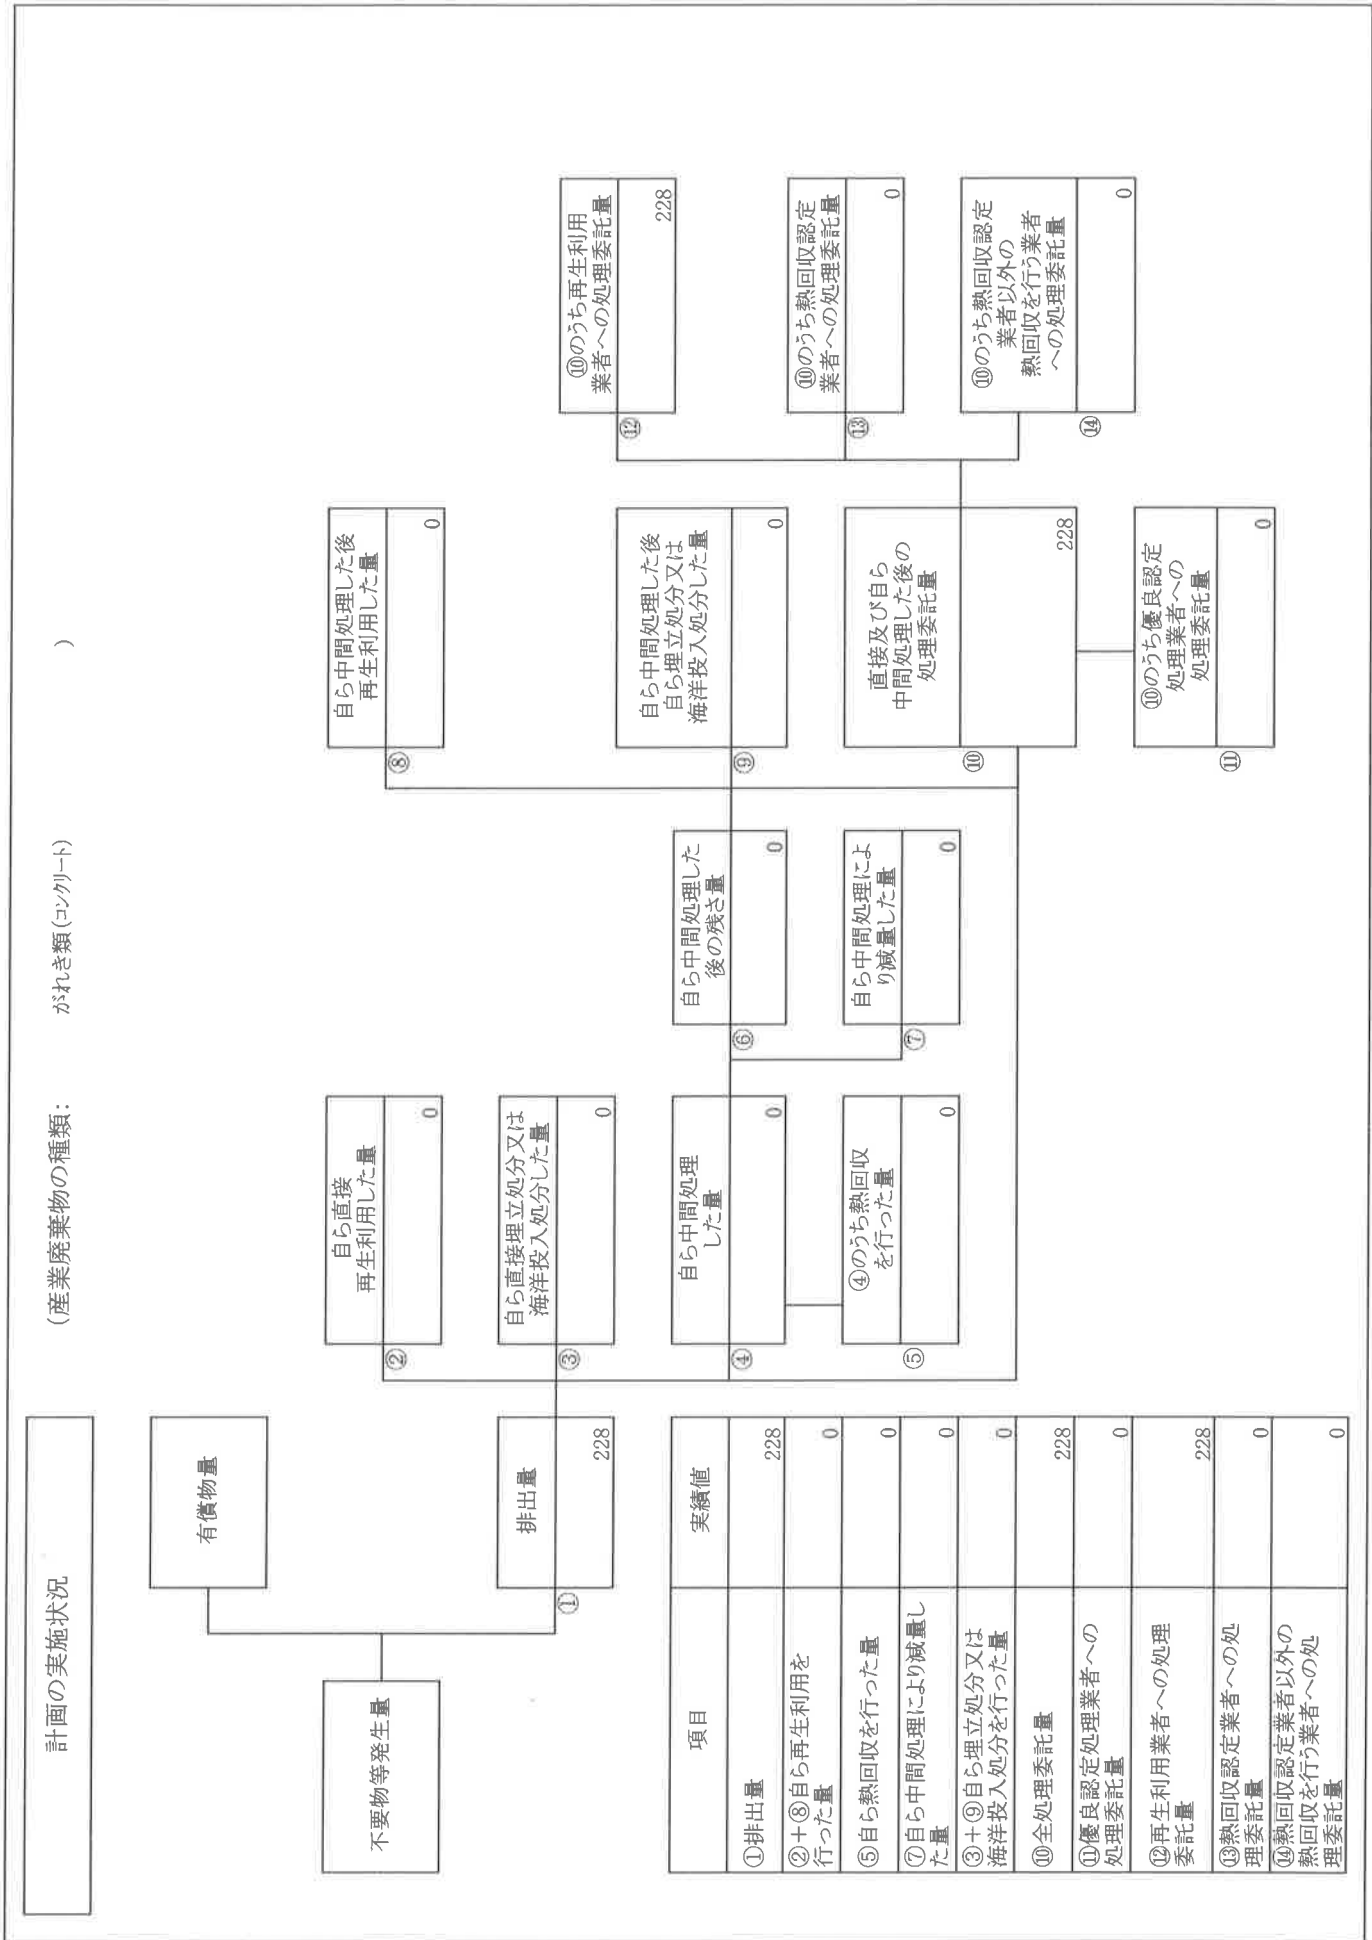 計画の実施状況
(産業廃棄物の種類：　がれき類(コンクリート)　)
不要物等発生量
有償物量
①
排出量
228
②
自ら直接
再生利用した量
0
③
自ら直接埋立処分又は
海洋投入処分した量
0
④
自ら中間処理
した量
0
⑤
④のうち熱回収
を行った量
0
⑥
自ら中間処理した
後の残さ量
0
⑦
自ら中間処理によ
り減量した量
0
⑧
自ら中間処理した後
再生利用した量
0
⑨
自ら中間処理した後
自ら埋立処分又は
海洋投入処分した量
0
⑩
直接及び自ら
中間処理した後の
処理委託量
228
⑪
⑩のうち優良認定
処理業者への
処理委託量
0
⑫
⑩のうち再生利用
業者への処理委託量
228
⑬
⑩のうち熱回収認定
業者への処理委託量
0
⑭
⑩のうち熱回収認定
業者以外の
熱回収を行う業者
への処理委託量
0
項目　実績値
①排出量　228
②+⑧自ら再生利用を
行った量　0
⑤自ら熱回収を行った量　0
⑦自ら中間処理により減量し
た量　0
③+⑨自ら埋立処分又は
海洋投入処分を行った量　0
⑩全処理委託量　228
⑪優良認定処理業者への
処理委託量　0
⑫再生利用業者への処理
委託量　228
⑬熱回収認定業者への処
理委託量　0
⑭熱回収認定業者以外の
熱回収を行う業者への処
理委託量　0